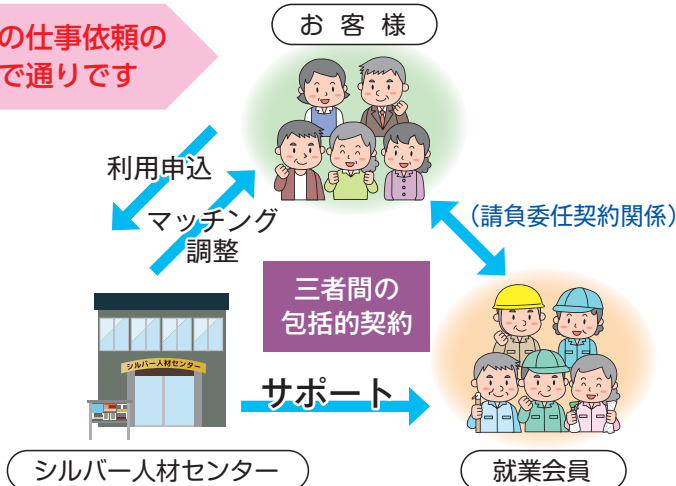 の仕事依頼の
で通りです
お客様
利用申込
マッチング
調整
（請負委任契約関係）
三者間の
包括的契約
シルバー人材センター
サポート
シルバー人材センター
就業会員